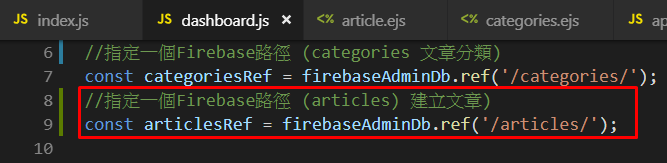 JS index.js JS dashboard.js × <%> article.ejs <%> categories.ejs JS ap
6 //指定一個Firebase路徑 (categories 文章分類)
7 const categoriesRef = firebaseAdminDb.ref('/categories/');
8 //指定一個Firebase路徑 (articles) 建立文章)
9 const articlesRef = firebaseAdminDb.ref('/articles/');
10